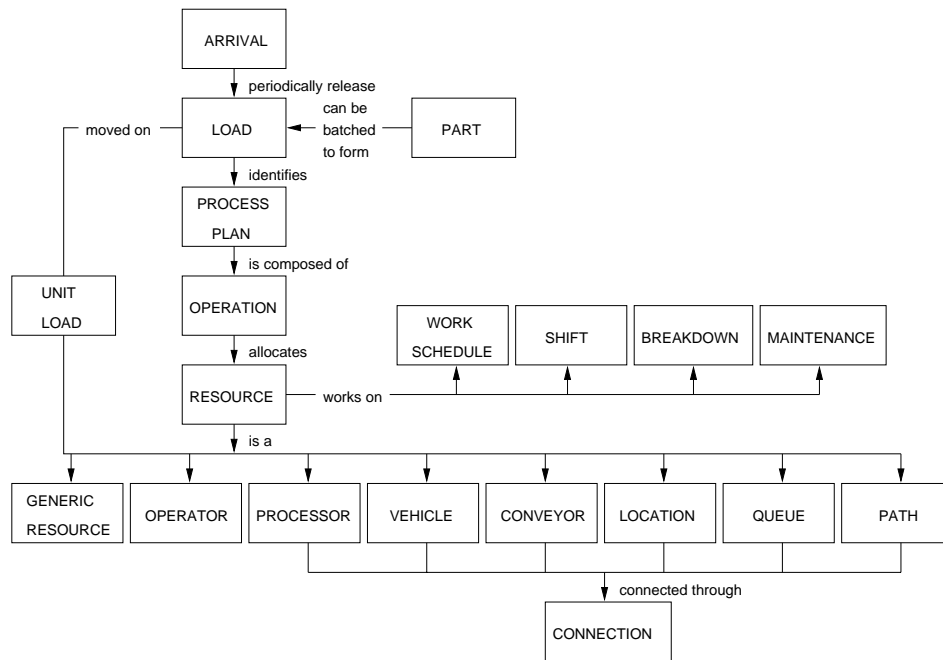 ARRIVAL
periodically release
can be
batched
to form
moved on
LOAD
PART
identifies
PROCESS
PLAN
is composed of
UNIT
LOAD
OPERATION
WORK
SCHEDULE
SHIFT
BREAKDOWN
MAINTENANCE
allocates
RESOURCE
works on
is a
GENERIC
RESOURCE
OPERATOR
PROCESSOR
VEHICLE
CONVEYOR
LOCATION
QUEUE
PATH
connected through
CONNECTION